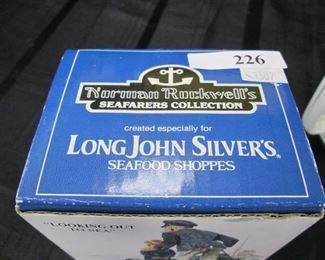 226
Norman Rockwell's
SEAFARERS COLLECTION
created especially for
LONG JOHN SILVER'S®
SEAFOOD SHOPPES
"LOOKING OUT
TO SEA"